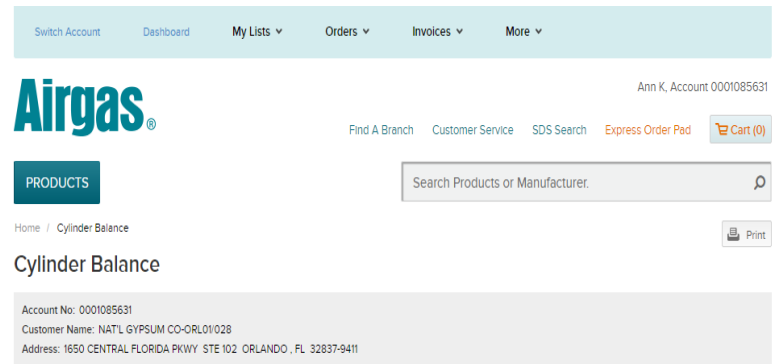 Switch Account Dashboard My Lists Orders Invoices More
Ann K, Account 0001085631
Airgas®
Find A Branch Customer Service SDS Search Express Order Pad Cart (0)
PRODUCTS Search Products or Manufacturer.
Home / Cylinder Balance
Print
Cylinder Balance
Account No: 0001085631
Customer Name: NAT'L GYPSUM CO-ORL01/028
Address: 1650 CENTRAL FLORIDA PKWY STE 102 ORLANDO , FL 32837-9411